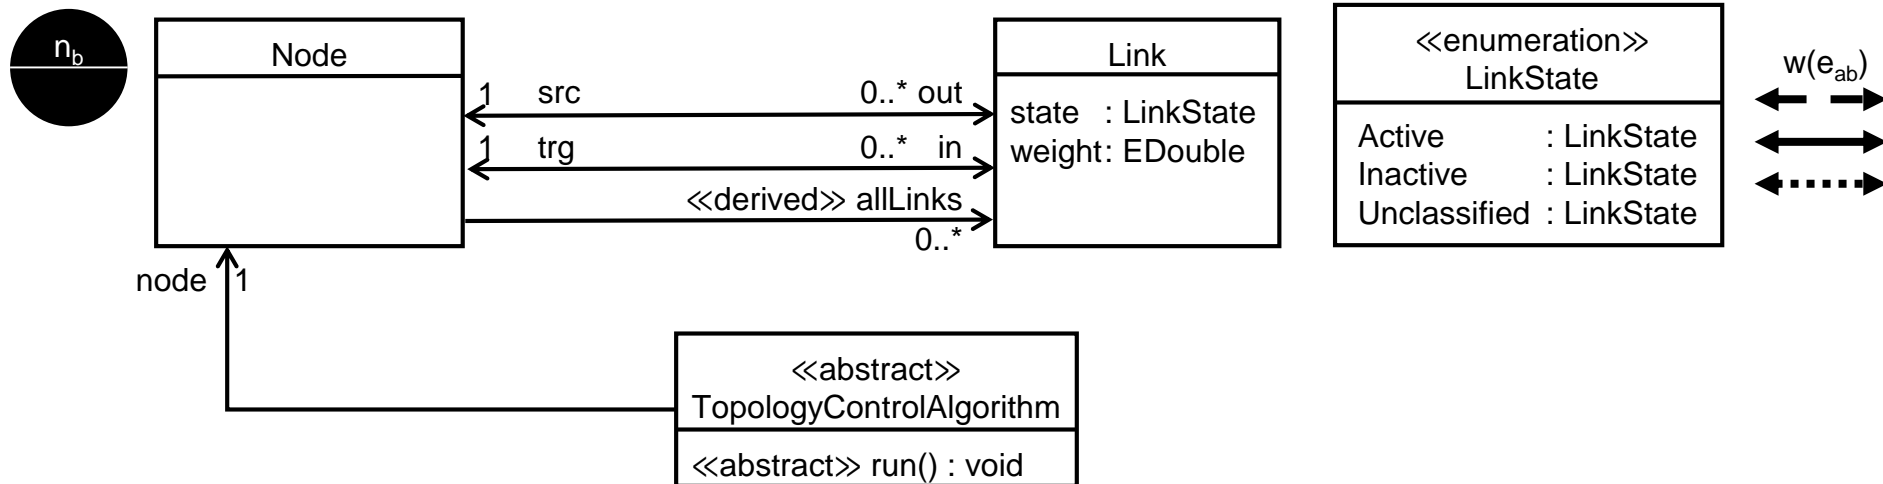 n_b
Node
1 src 0..* out
1 trg 0..* in
≪derived≫ allLinks
0..*
node 1
Link
state : LinkState
weight: EDouble
≪enumeration≫
LinkState
Active : LinkState
Inactive : LinkState
Unclassified : LinkState
w(e_ab)
≪abstract≫
TopologyControlAlgorithm
≪abstract≫ run() : void